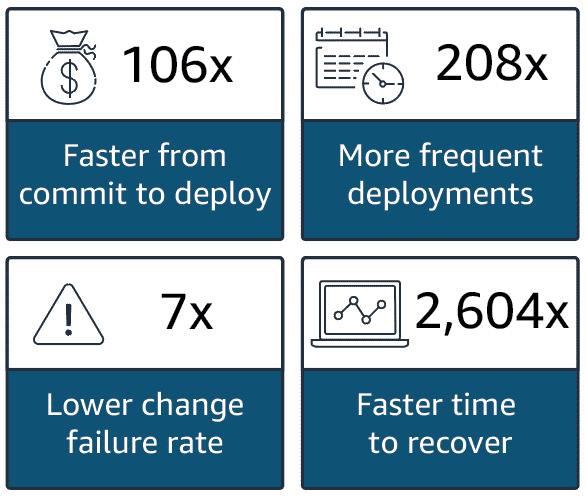 106x
Faster from
commit to deploy
208x
More frequent
deployments
7x
Lower change
failure rate
2,604x
Faster time
to recover